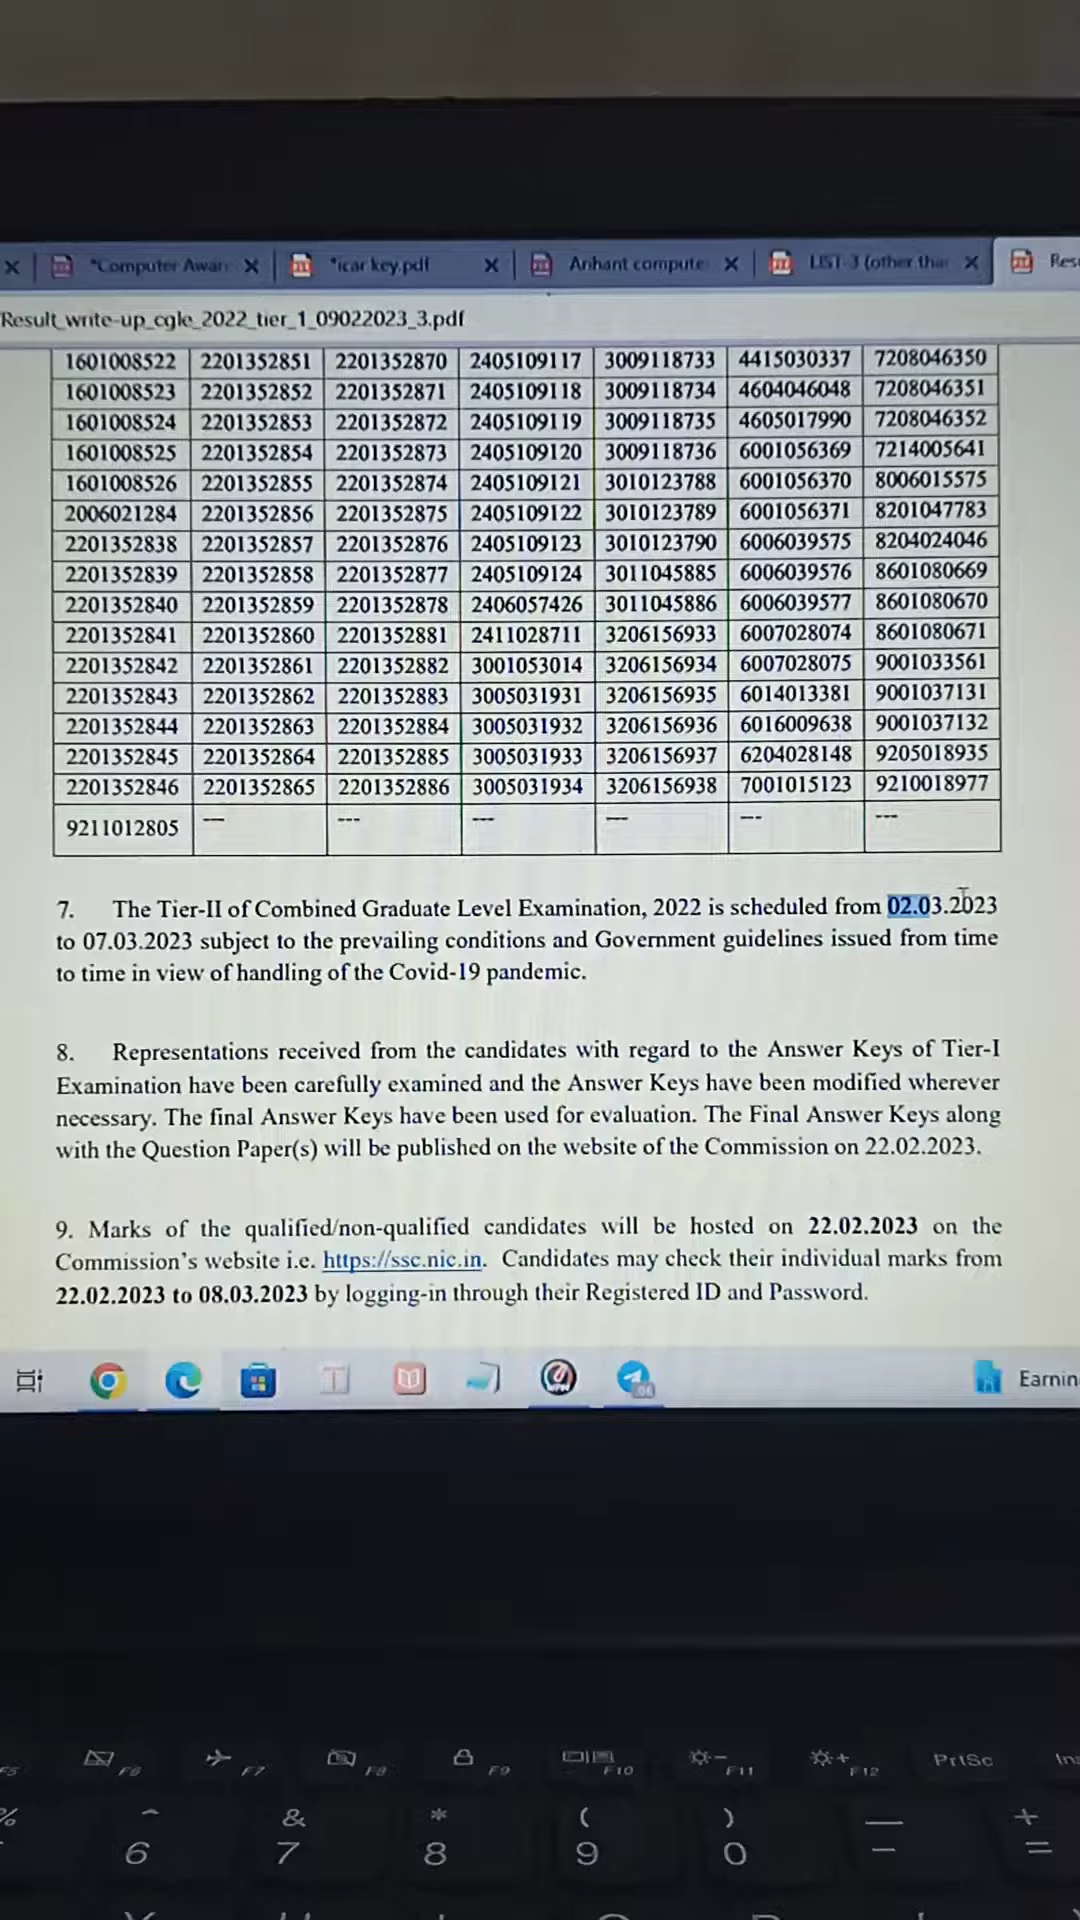 *Computer Aware
*icar key.pdf
Arihant compute
LIST-3 (other than
Res
Result_write-up_cgle_2022_tier_1_09022023_3.pdf
1601008522 2201352851 2201352870 2405109117 3009118733 4415030337 7208046350
1601008523 2201352852 2201352871 2405109118 3009118734 4604046048 7208046351
1601008524 2201352853 2201352872 2405109119 3009118735 4605017990 7208046352
1601008525 2201352854 2201352873 2405109120 3009118736 6001056369 7214005641
1601008526 2201352855 2201352874 2405109121 3010123788 6001056370 8006015575
2006021284 2201352856 2201352875 2405109122 3010123789 6001056371 8201047783
2201352838 2201352857 2201352876 2405109123 3010123790 6006039575 8204024046
2201352839 2201352858 2201352877 2405109124 3011045885 6006039576 8601080669
2201352840 2201352859 2201352878 2406057426 3011045886 6006039577 8601080670
2201352841 2201352860 2201352881 2411028711 3206156933 6007028074 8601080671
2201352842 2201352861 2201352882 3001053014 3206156934 6007028075 9001033561
2201352843 2201352862 2201352883 3005031931 3206156935 6014013381 9001037131
2201352844 2201352863 2201352884 3005031932 3206156936 6016009638 9001037132
2201352845 2201352864 2201352885 3005031933 3206156937 6204028148 9205018935
2201352846 2201352865 2201352886 3005031934 3206156938 7001015123 9210018977
9211012805 --- --- --- --- --- ---
7. The Tier-II of Combined Graduate Level Examination, 2022 is scheduled from 02.03.2023
to 07.03.2023 subject to the prevailing conditions and Government guidelines issued from time
to time in view of handling of the Covid-19 pandemic.
8. Representations received from the candidates with regard to the Answer Keys of Tier-I
Examination have been carefully examined and the Answer Keys have been modified wherever
necessary. The final Answer Keys have been used for evaluation. The Final Answer Keys along
with the Question Paper(s) will be published on the website of the Commission on 22.02.2023.
9. Marks of the qualified/non-qualified candidates will be hosted on 22.02.2023 on the
Commission's website i.e. https://ssc.nic.in. Candidates may check their individual marks from
22.02.2023 to 08.03.2023 by logging-in through their Registered ID and Password.
Earnin
F5 F6 F7 F8 F9 F10 F11 F12 PrtSc Ins
% ^ & * ( ) — +
6 7 8 9 0 - =